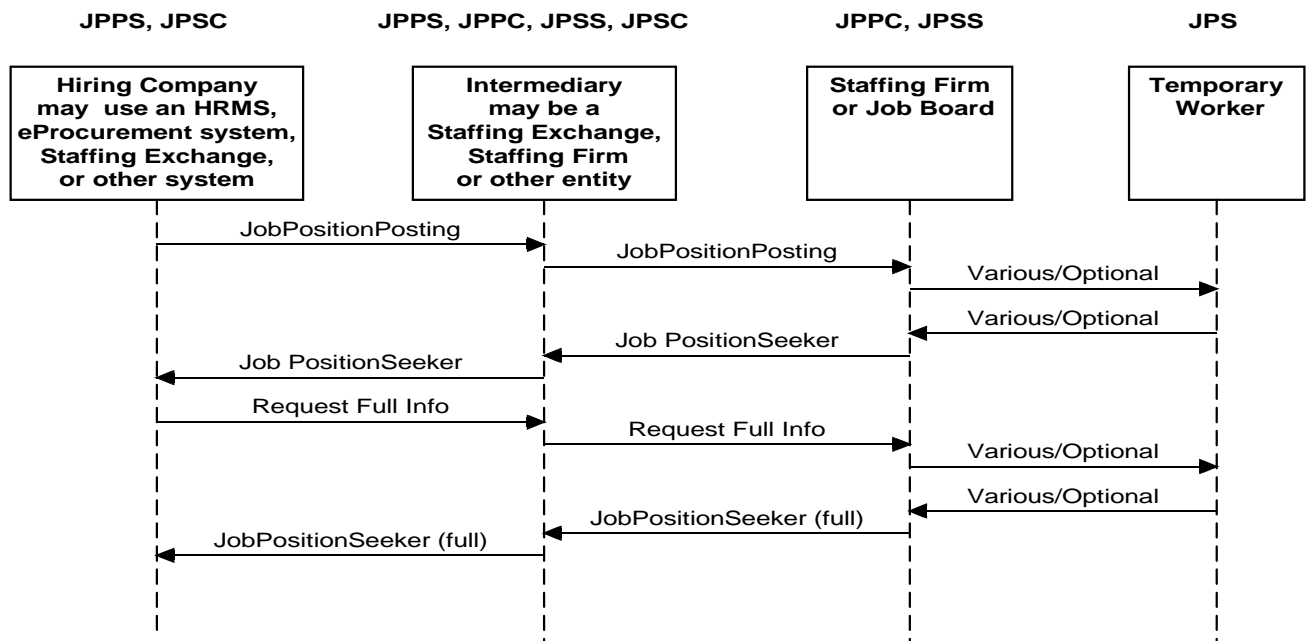 JPPS, JPSC
JPPS, JPPC, JPSS, JPSC
JPPC, JPSS
JPS
Hiring Company
may use an HRMS,
eProcurement system,
Staffing Exchange,
or other system
Intermediary
may be a
Staffing Exchange,
Staffing Firm
or other entity
Staffing Firm
or Job Board
Temporary
Worker
JobPositionPosting
JobPositionPosting
Various/Optional
Various/Optional
Job PositionSeeker
Job PositionSeeker
Request Full Info
Request Full Info
Various/Optional
Various/Optional
JobPositionSeeker (full)
JobPositionSeeker (full)